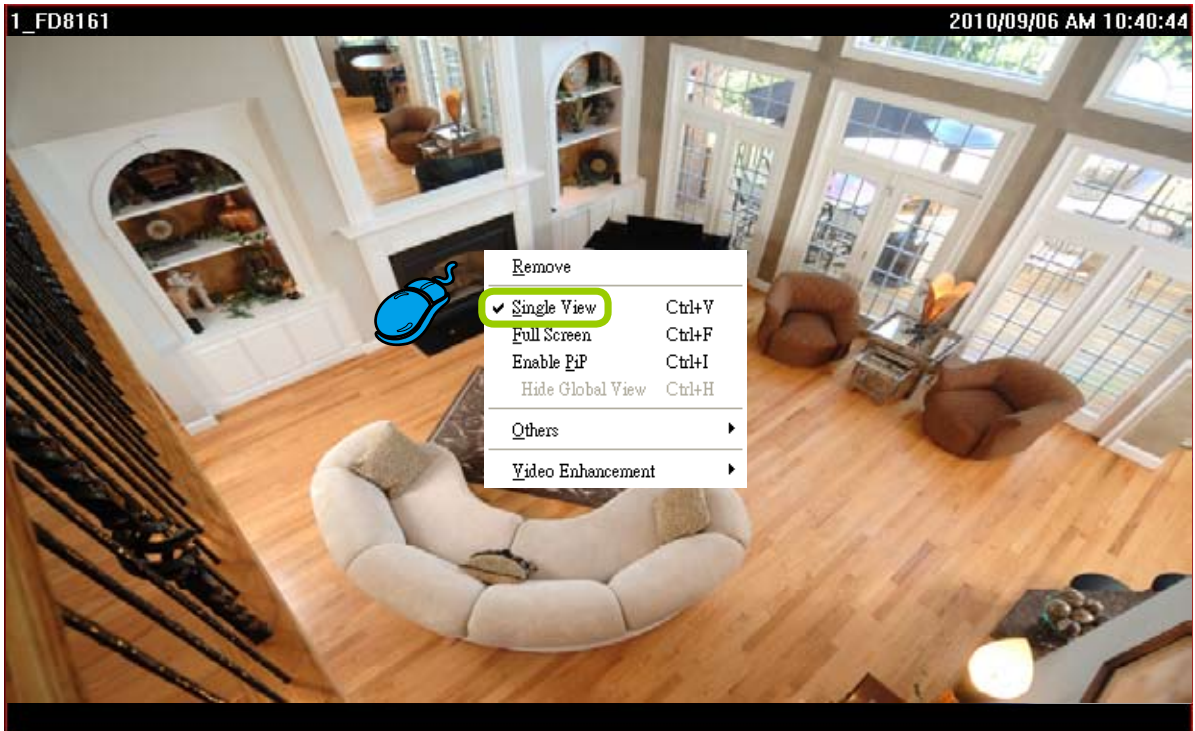 1_FD8161 2010/09/06 AM 10:40:44
Remove
✔ Single View Ctrl+V
Full Screen Ctrl+F
Enable PiP Ctrl+I
Hide Global View Ctrl+H
Others
Video Enhancement